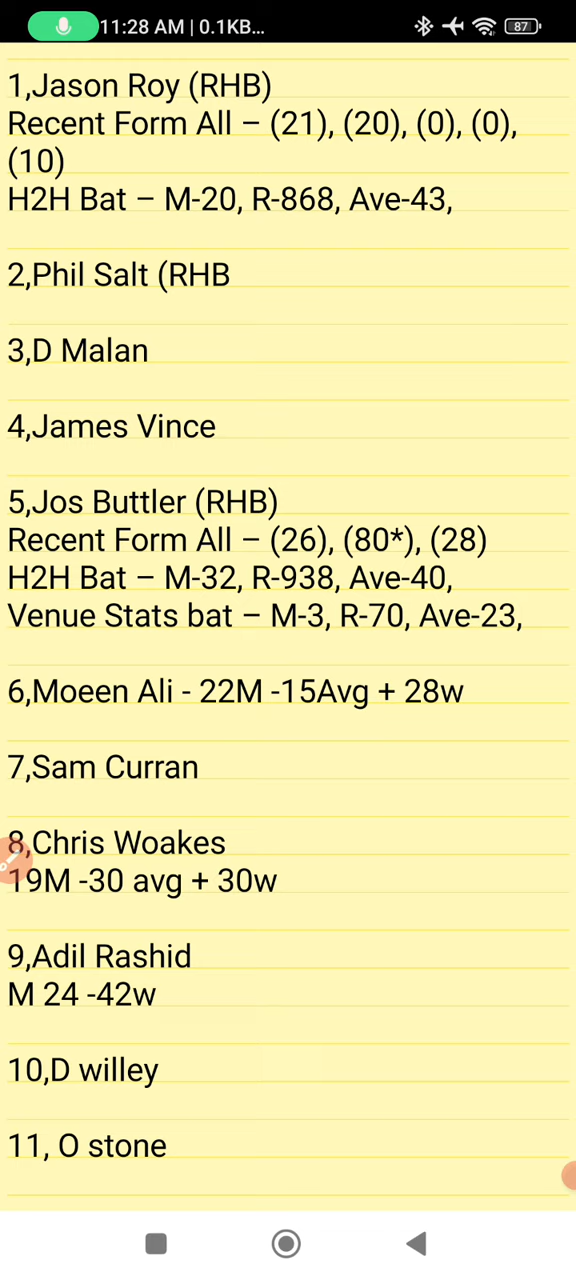 11:28 AM | 0.1KB...
87
1,Jason Roy (RHB)
Recent Form All – (21), (20), (0), (0),
(10)
H2H Bat – M-20, R-868, Ave-43,
2,Phil Salt (RHB
3,D Malan
4,James Vince
5,Jos Buttler (RHB)
Recent Form All – (26), (80*), (28)
H2H Bat – M-32, R-938, Ave-40,
Venue Stats bat – M-3, R-70, Ave-23,
6,Moeen Ali - 22M -15Avg + 28w
7,Sam Curran
8,Chris Woakes
19M -30 avg + 30w
9,Adil Rashid
M 24 -42w
10,D willey
11, O stone